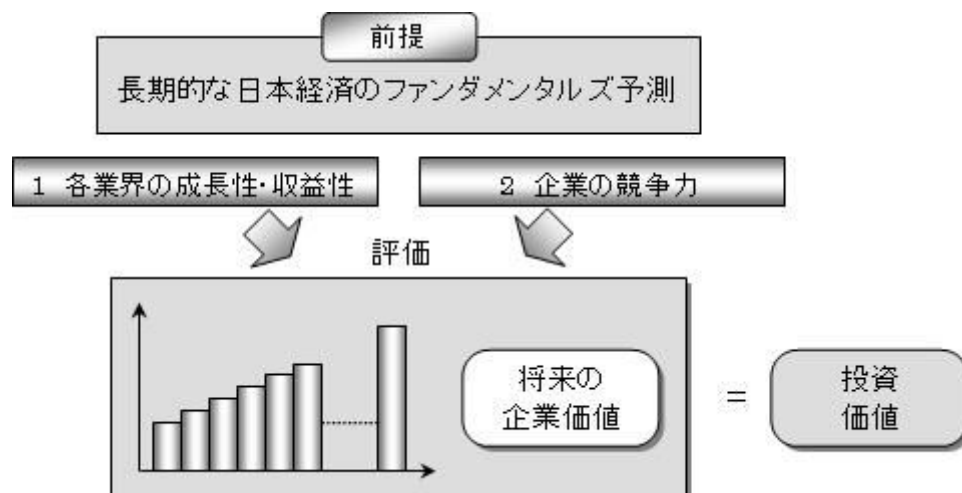 前提
長期的な日本経済のファンダメンタルズ予測
1 各業界の成長性・収益性
2 企業の競争力
評価
将来の
企業価値
=
投資
価値